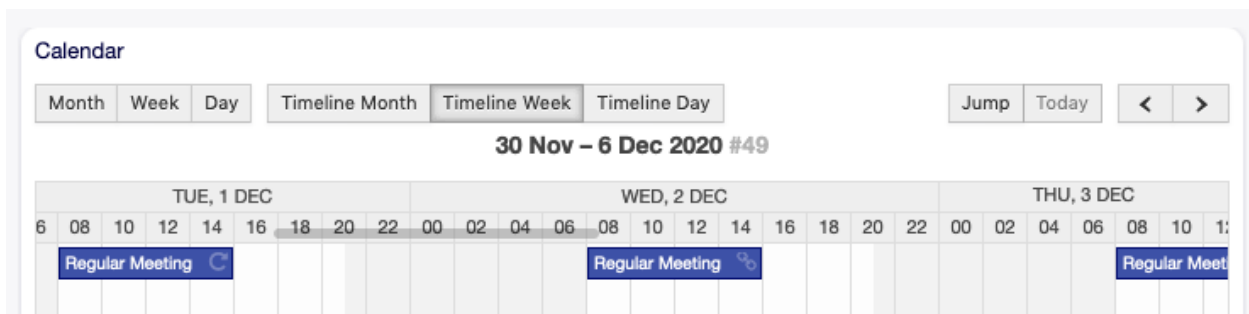 Calendar
Month Week Day Timeline Month Timeline Week Timeline Day Jump Today
30 Nov – 6 Dec 2020 #49
TUE, 1 DEC WED, 2 DEC THU, 3 DEC
6 08 10 12 14 16 18 20 22 00 02 04 06 08 10 12 14 16 18 20 22 00 02 04 06 08 10
Regular Meeting Regular Meeting Regular